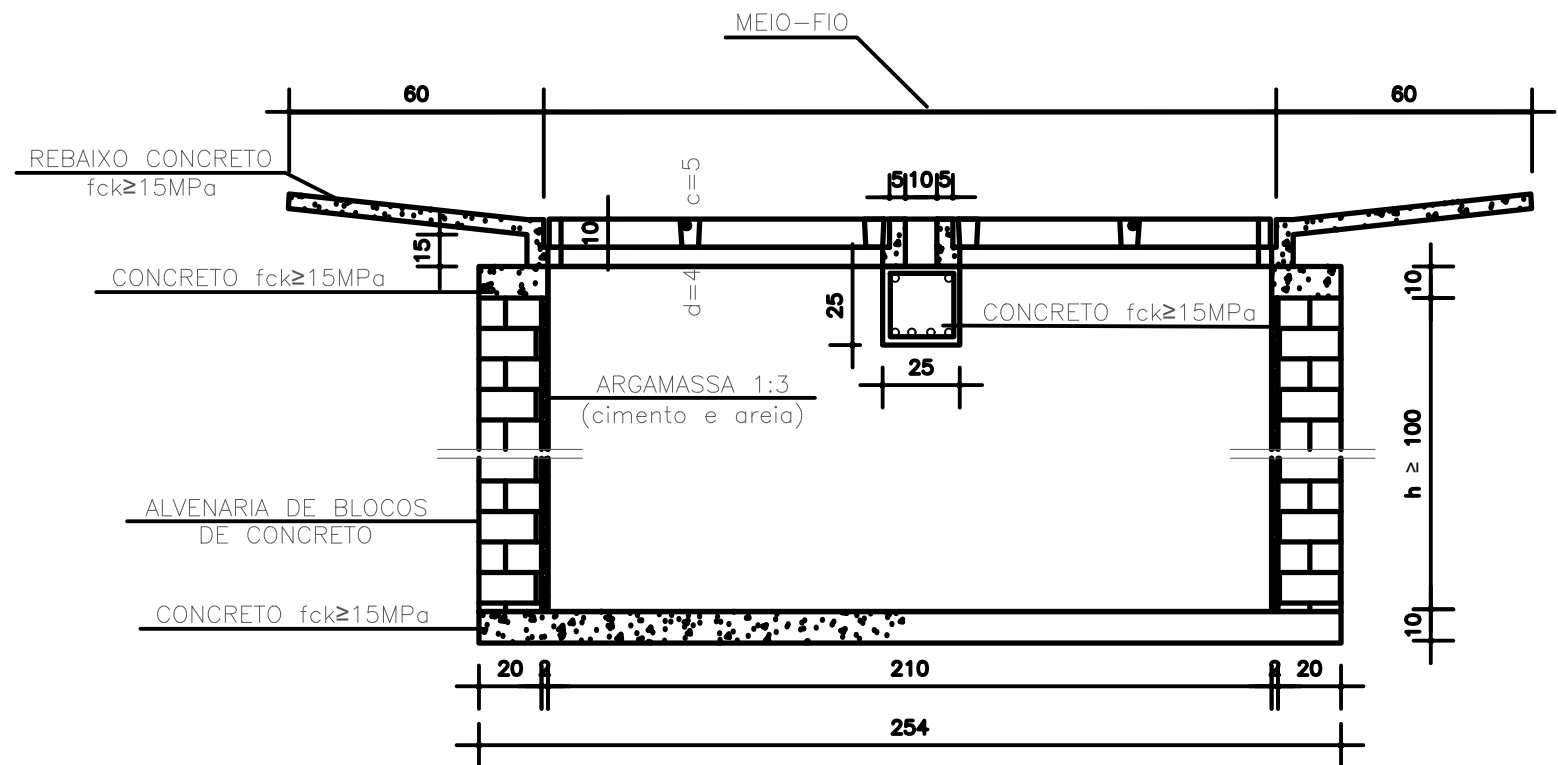 MEIO-FIO
60
60
REBAIXO CONCRETO
fck≥15MPa
c=5
5 10 5
10
15
CONCRETO fck≥15MPa
d=4
25
CONCRETO fck≥15MPa
10
25
ARGAMASSA 1:3
(cimento e areia)
h ≥ 100
ALVENARIA DE BLOCOS
DE CONCRETO
CONCRETO fck≥15MPa
10
20 2 210 2 20
254